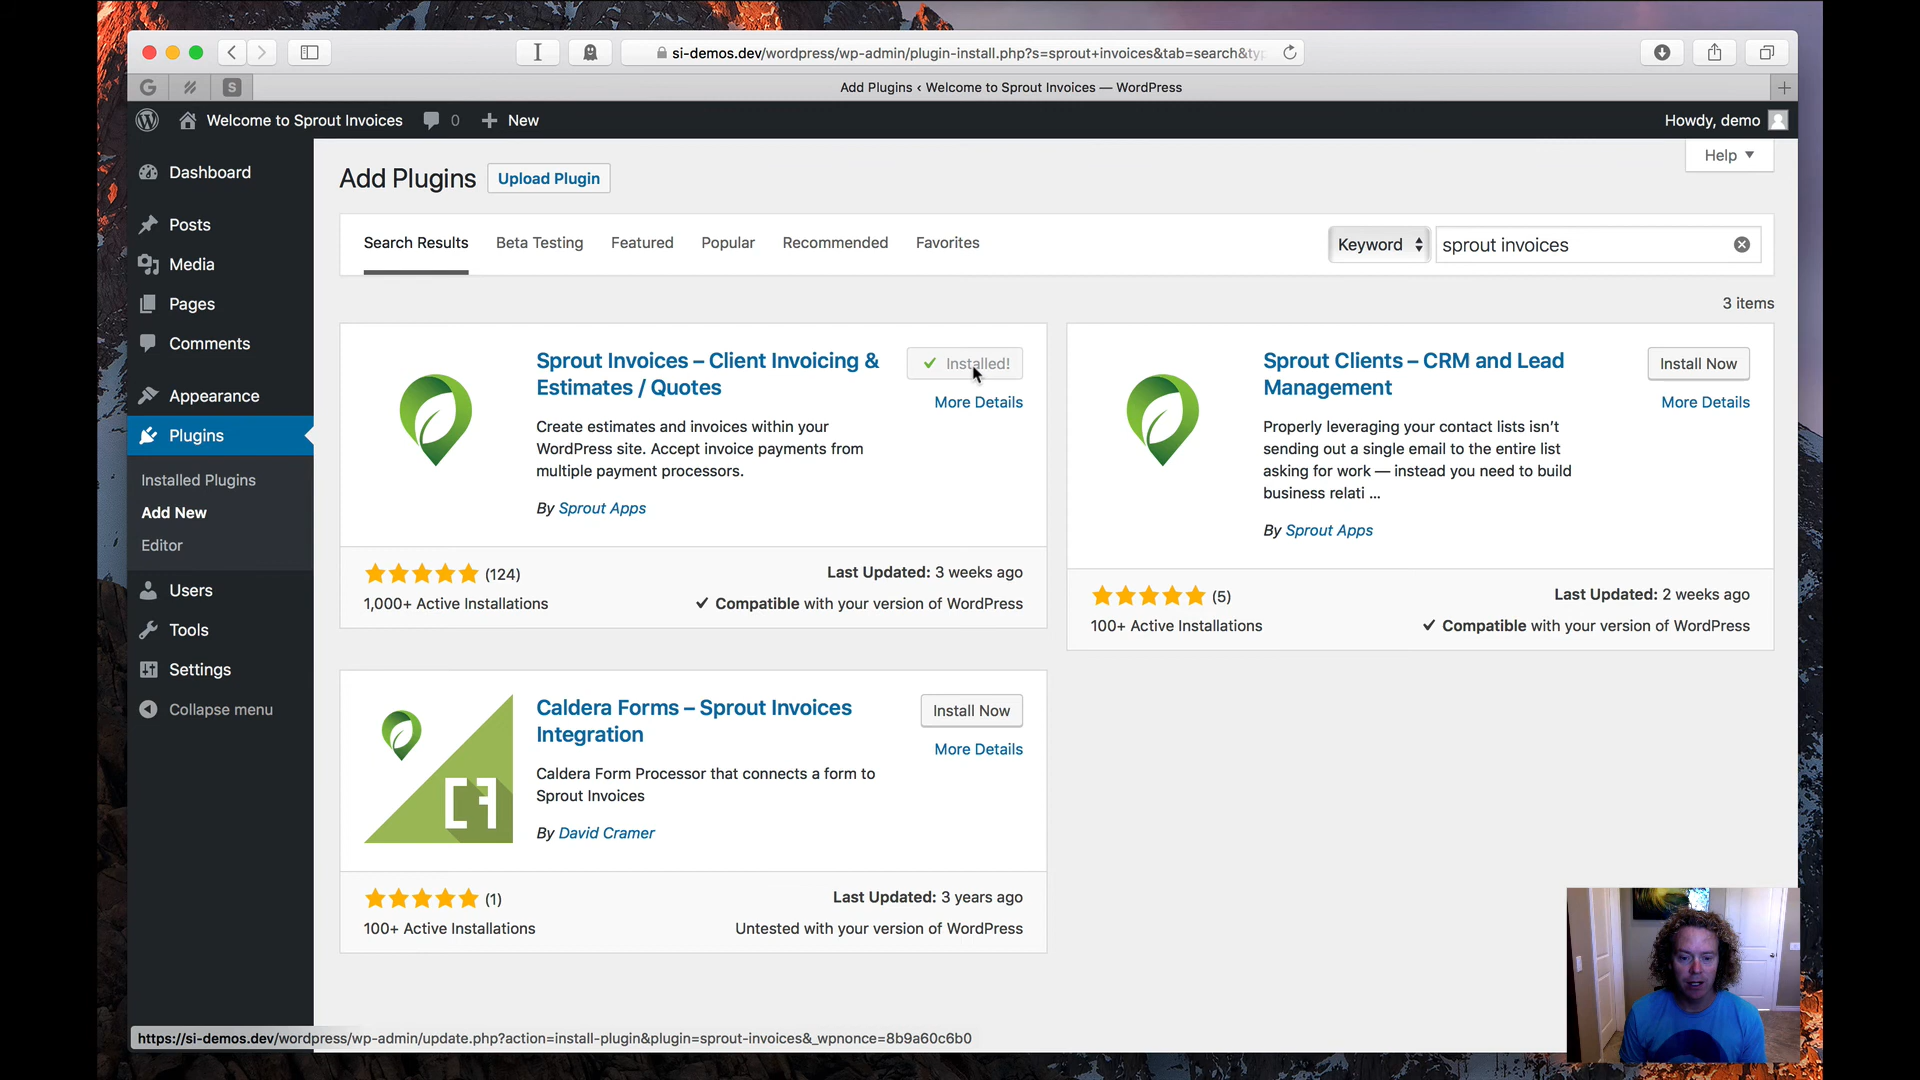 si-demos.dev/wordpress/wp-admin/plugin-install.php?s=sprout+invoices&tab=search&ty
G
S
Add Plugins ‹ Welcome to Sprout Invoices — WordPress
Welcome to Sprout Invoices 0 New
Howdy, demo
Help
Dashboard
Posts
Media
Pages
Comments
Appearance
Plugins
Installed Plugins
Add New
Editor
Users
Tools
Settings
Collapse menu
Add Plugins Upload Plugin
Search Results Beta Testing Featured Popular Recommended Favorites
Keyword sprout invoices
3 items
Sprout Invoices – Client Invoicing &
Estimates / Quotes
Installed!
More Details
Create estimates and invoices within your
WordPress site. Accept invoice payments from
multiple payment processors.
By Sprout Apps
(124)
Last Updated: 3 weeks ago
1,000+ Active Installations
Compatible with your version of WordPress
Sprout Clients – CRM and Lead
Management
Install Now
More Details
Properly leveraging your contact lists isn't
sending out a single email to the entire list
asking for work — instead you need to build
business relati ...
By Sprout Apps
(5)
Last Updated: 2 weeks ago
100+ Active Installations
Compatible with your version of WordPress
Caldera Forms – Sprout Invoices
Integration
Install Now
More Details
Caldera Form Processor that connects a form to
Sprout Invoices
By David Cramer
CF
(1)
Last Updated: 3 years ago
100+ Active Installations
Untested with your version of WordPress
https://si-demos.dev/wordpress/wp-admin/update.php?action=install-plugin&plugin=sprout-invoices&_wpnonce=8b9a60c6b0